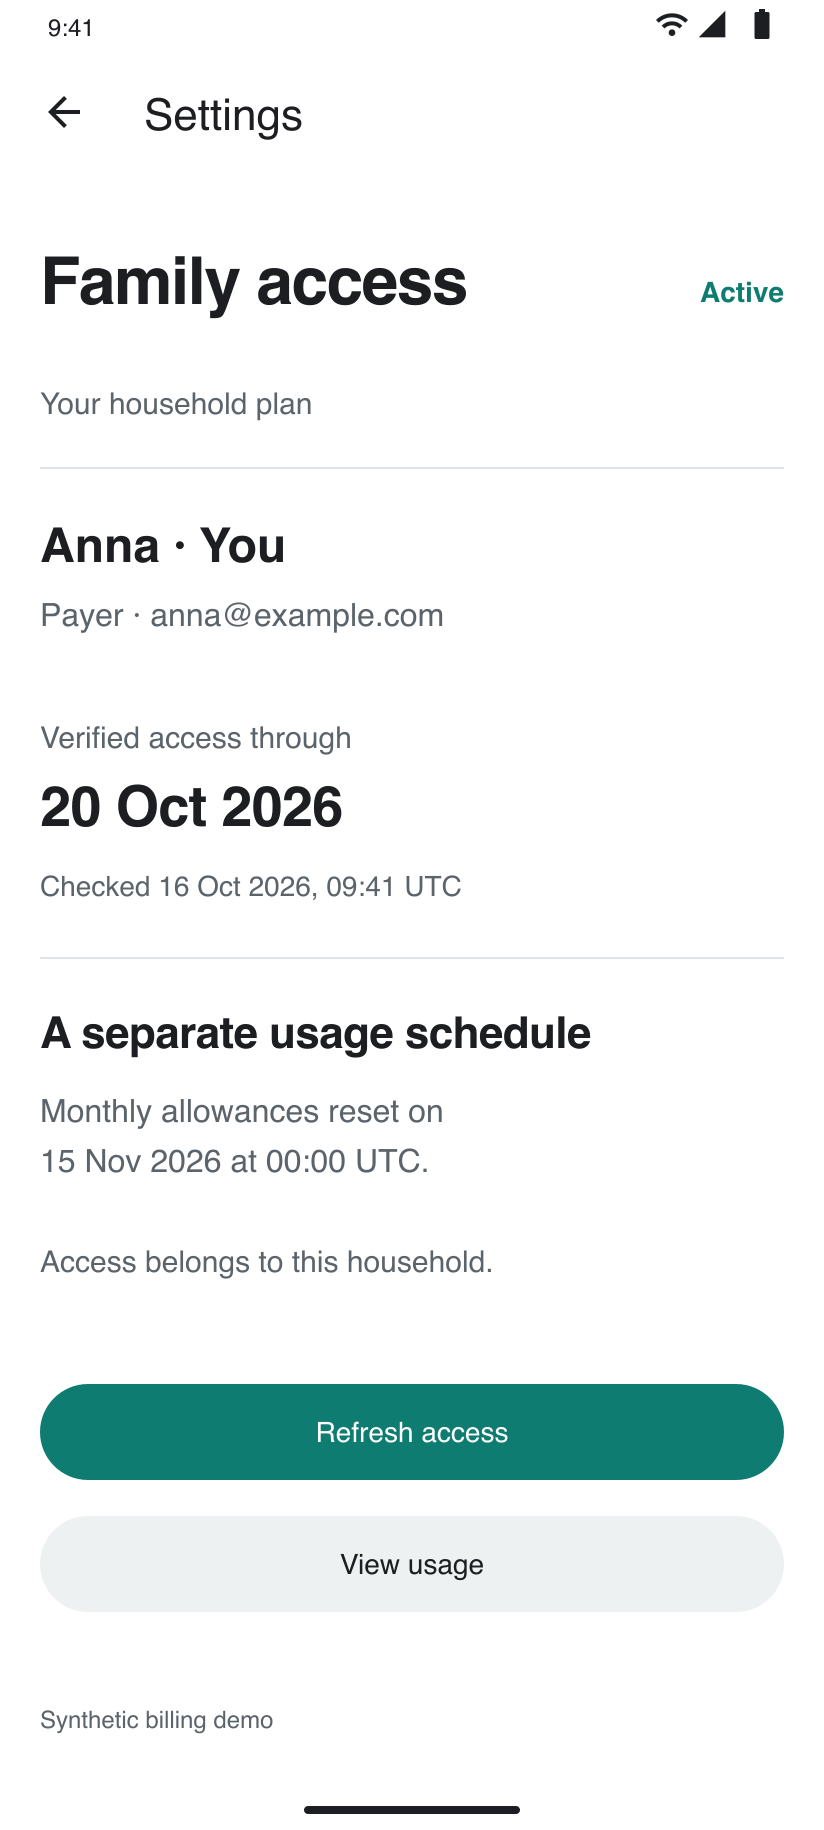 9:41
Settings
Family access
Active
Your household plan
Anna · You
Payer · anna@example.com
Verified access through
20 Oct 2026
Checked 16 Oct 2026, 09:41 UTC
A separate usage schedule
Monthly allowances reset on
15 Nov 2026 at 00:00 UTC.
Access belongs to this household.
Refresh access
View usage
Synthetic billing demo